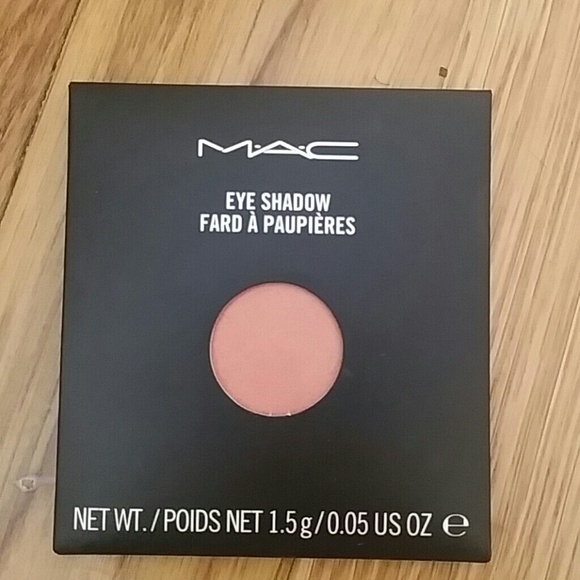 M·A·C
EYE SHADOW
FARD À PAUPIÈRES
NET WT. / POIDS NET 1.5 g / 0.05 US OZ ℮